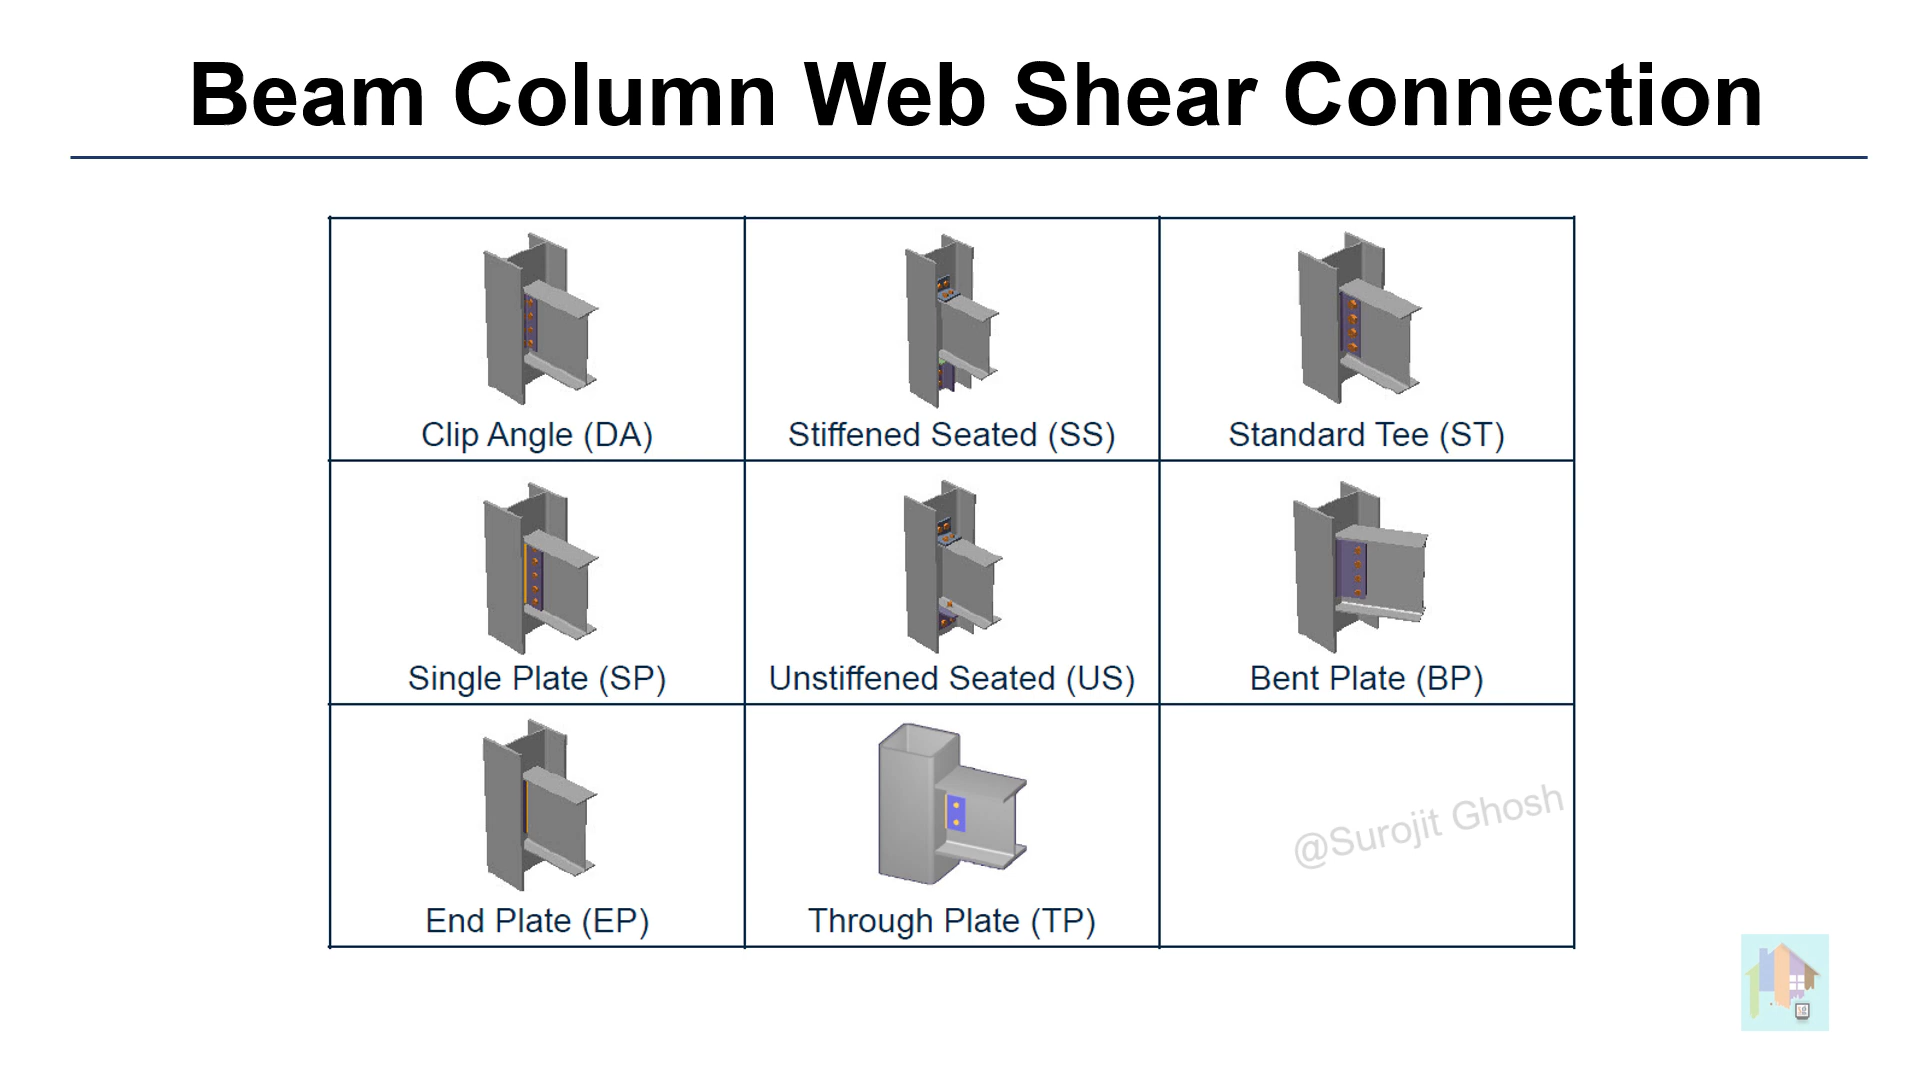 Beam Column Web Shear Connection
Clip Angle (DA)
Stiffened Seated (SS)
Standard Tee (ST)
Single Plate (SP)
Unstiffened Seated (US)
Bent Plate (BP)
End Plate (EP)
Through Plate (TP)
@Surojit Ghosh